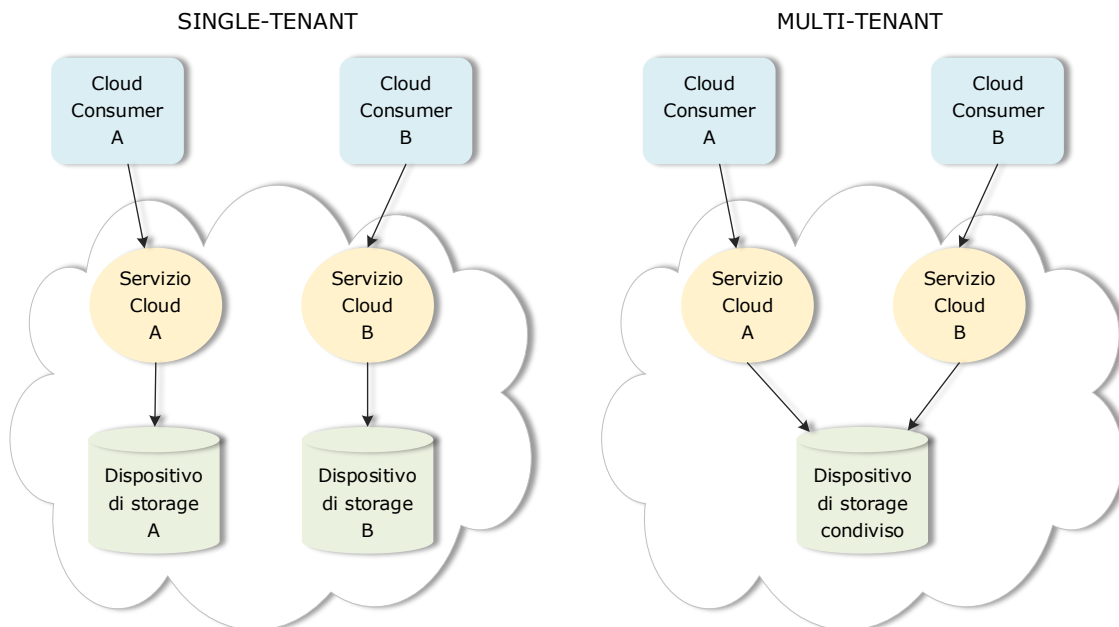 SINGLE-TENANT
Cloud
Consumer
A
Cloud
Consumer
B
Servizio
Cloud
A
Servizio
Cloud
B
Dispositivo
di storage
A
Dispositivo
di storage
B
MULTI-TENANT
Cloud
Consumer
A
Cloud
Consumer
B
Servizio
Cloud
A
Servizio
Cloud
B
Dispositivo
di storage
condiviso